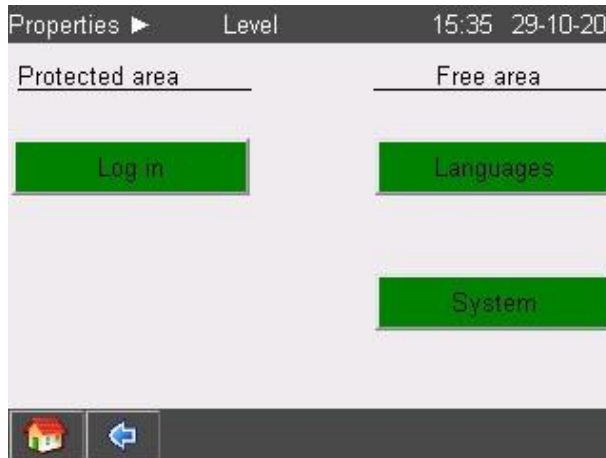 Properties ► Level 15:35 29-10-20
Protected area Free area
Log in Languages
System